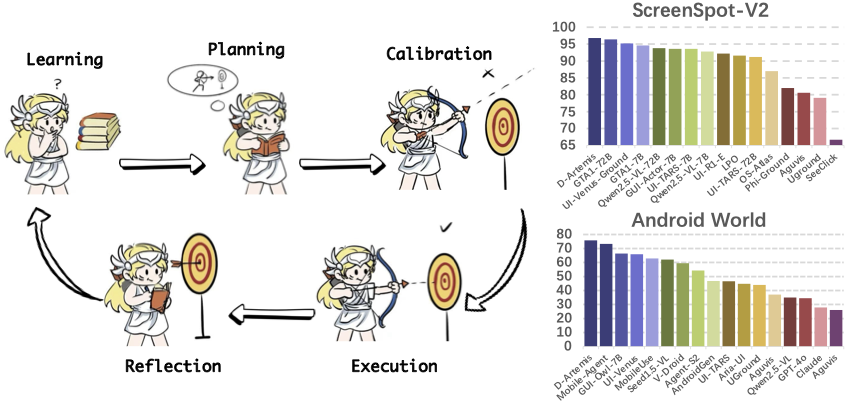 Learning
Planning
Calibration
?
Reflection
Execution
ScreenSpot-V2
100
95
90
85
80
75
70
65
D-Artemis
GTA1-72B
UI-Venus-Ground
GTA1-7B
Qwen2.5-VL-72B
GUI-Actor-7B
UI-TARS-7B
Qwen2.5-VL-7B
UI-R1-E
LPO
UI-TARS-72B
OS-Atlas
Phi-Ground
Aguvis
Uground
SeeClick
Android World
80
70
60
50
40
30
20
10
0
D-Artemis
Mobile-Agent
GUI-Owl-7B
UI-Venus
MobileUse
Seed1.5-VL
V-Droid
Agent-S2
AndroidGen
UI-TARS
Aria-UI
UGround
Aguvis
Qwen2.5-VL
GPT-4o
Claude
Aguvis